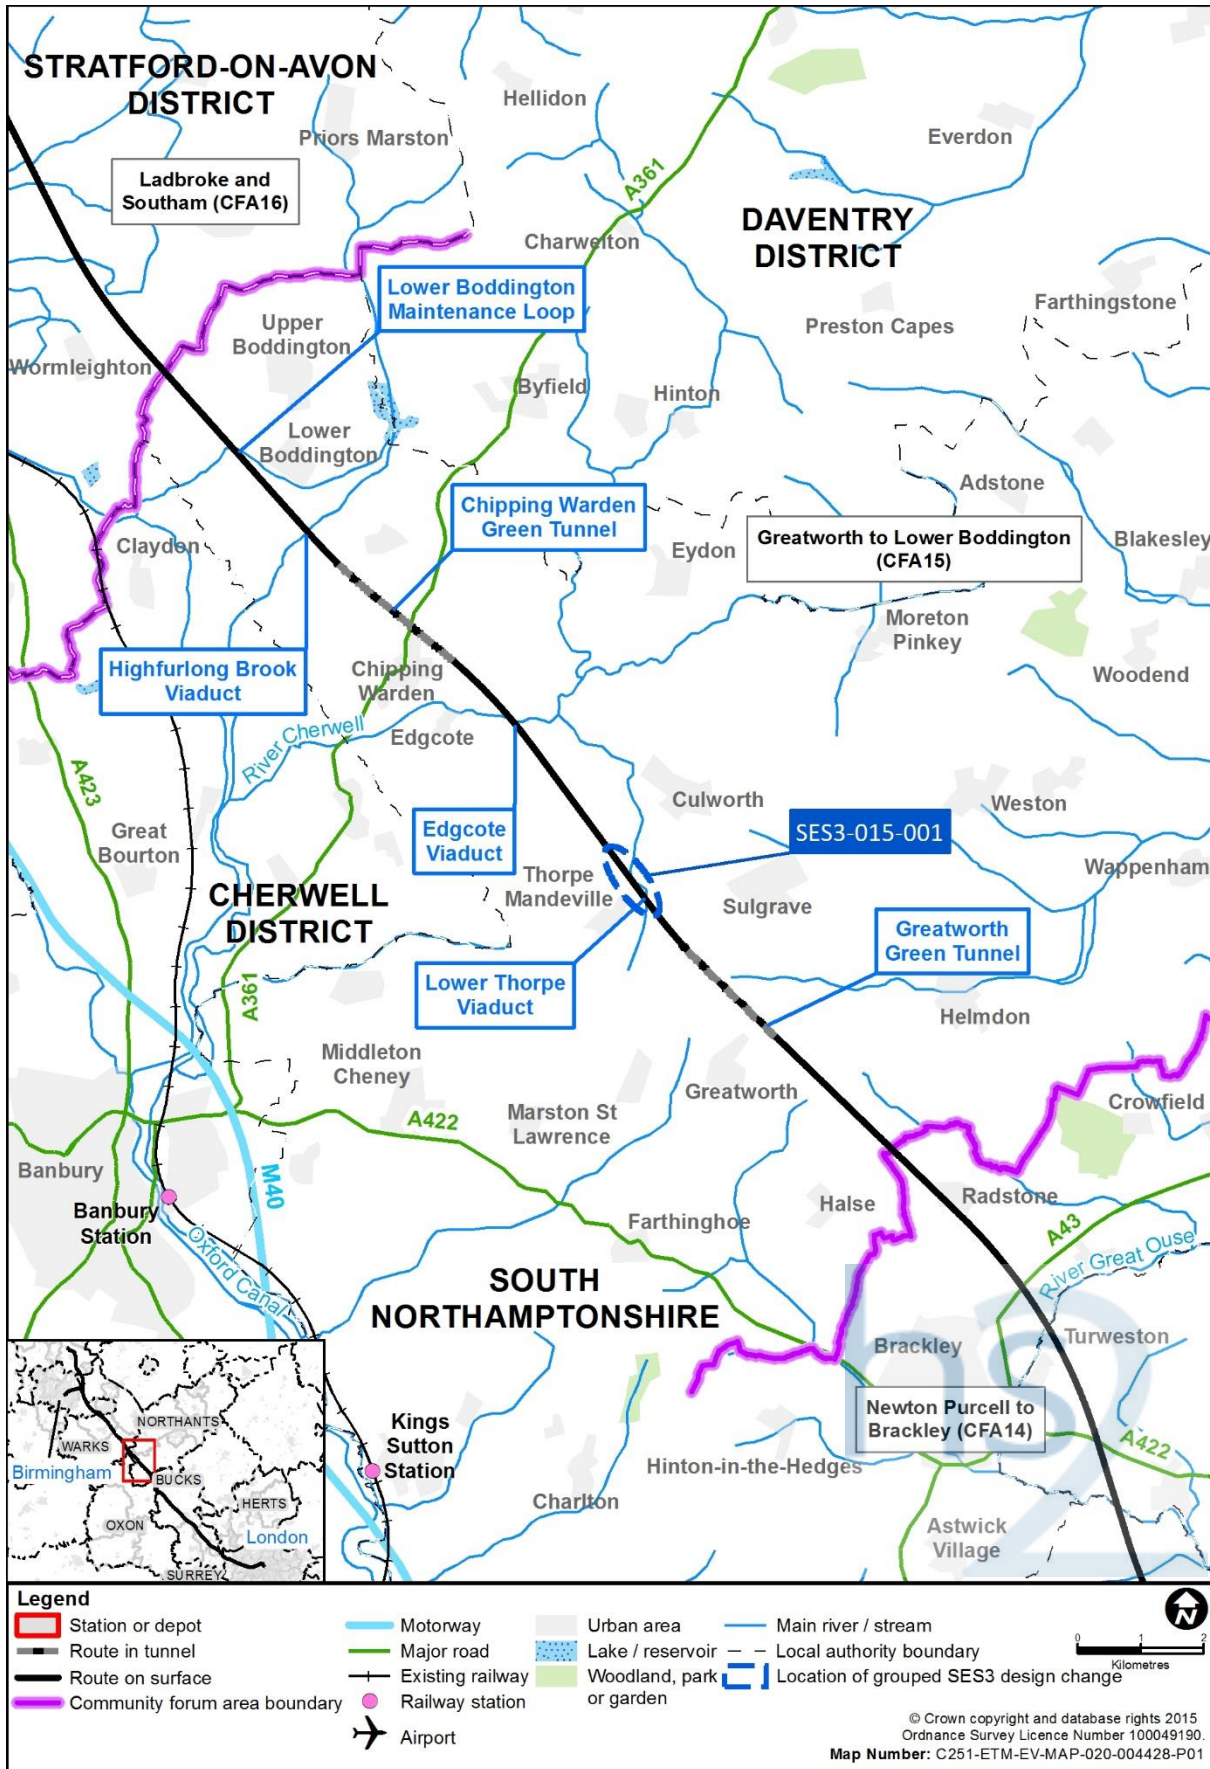 STRATFORD-ON-AVON
DISTRICT
Hellidon
Everdon
Priors Marston
A361
Ladbroke and
Southam (CFA16)
DAVENTRY
DISTRICT
Charwelton
Lower Boddington
Maintenance Loop
Farthingstone
Upper
Boddington
Preston Capes
Wormleighton
Byfield
Hinton
Lower
Boddington
Adstone
Chipping Warden
Green Tunnel
Claydon
Eydon
Greatworth to Lower Boddington
(CFA15)
Blakesley
Moreton
Pinkey
Highfurlong Brook
Viaduct
Chipping
Warden
Woodend
River Cherwell
Edgcote
A423
Culworth
Weston
Great
Bourton
Edgcote
Viaduct
SES3-015-001
Wappenham
Thorpe
Mandeville
CHERWELL
DISTRICT
Sulgrave
Greatworth
Green Tunnel
A361
Lower Thorpe
Viaduct
Helmdon
Middleton
Cheney
Greatworth
Crowfield
A422
Marston St
Lawrence
Banbury
M40
Radstone
Halse
Banbury
Station
Farthinghoe
A43
Oxford Canal
River Great Ouse
SOUTH
NORTHAMPTONSHIRE
Brackley
Turweston
hs2
NORTHANTS
WARKS
Birmingham
BUCKS
HERTS
OXON
London
SURREY
Kings
Sutton
Station
Newton Purcell to
Brackley (CFA14)
A422
Hinton-in-the-Hedges
Charlton
Astwick
Village
Legend
Station or depot
Route in tunnel
Route on surface
Community forum area boundary
Motorway
Major road
Existing railway
Railway station
Airport
Urban area
Lake / reservoir
Woodland, park
or garden
Main river / stream
Local authority boundary
Location of grouped SES3 design change
N
0 1 2
Kilometres
© Crown copyright and database rights 2015
Ordnance Survey Licence Number 100049190.
Map Number: C251-ETM-EV-MAP-020-004428-P01